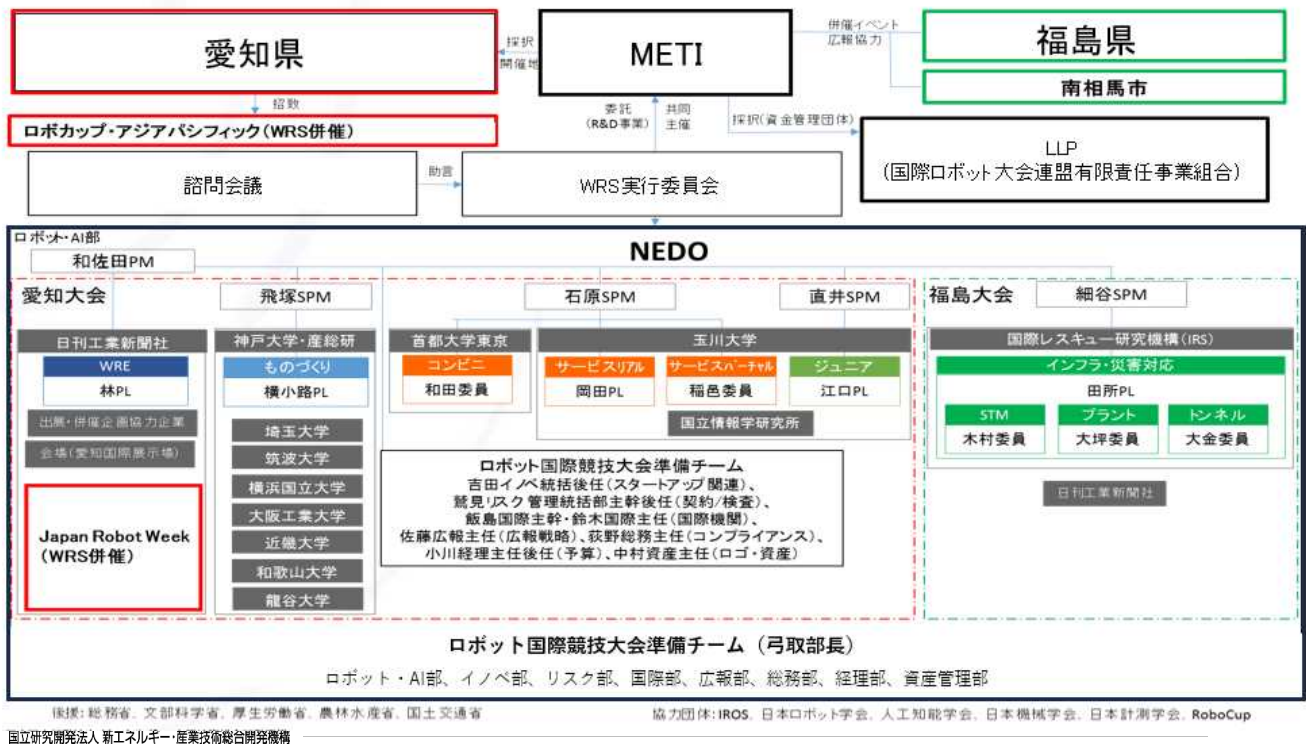 愛知県
採択
開催地
METI
併催イベント
広報協力
福島県
南相馬市
招致
ロボカップ・アジアパシフィック(WRS併催)
委託
(R&D事業)
共同
主催
採択(資金管理団体)
LLP
(国際ロボット大会連盟有限責任事業組合)
諮問会議
助言
WRS実行委員会
ロボット・AI部
NEDO
和佐田PM
愛知大会
飛塚SPM
石原SPM
直井SPM
福島大会
細谷SPM
日刊工業新聞社
WRE
林PL
出展・併催企画協力企業
会場(愛知国際展示場)
Japan Robot Week
(WRS併催)
神戸大学・産総研
ものづくり
横小路PL
埼玉大学
筑波大学
横浜国立大学
大阪工業大学
近畿大学
和歌山大学
龍谷大学
首都大学東京
コンビニ
和田委員
玉川大学
サービスリアル
岡田PL
サービスバーチャル
稲邑委員
ジュニア
江口PL
国立情報学研究所
ロボット国際競技大会準備チーム
吉田イノベ統括後任(スタートアップ関連)、
鷲見リスク管理統括部主幹後任(契約/検査)、
飯島国際主幹・鈴木国際主任(国際機関)、
佐藤広報主任(広報戦略)、荻野総務主任(コンプライアンス)、
小川経理主任後任(予算)、中村資産主任(ロゴ・資産)
国際レスキュー研究機構(IRS)
インフラ・災害対応
田所PL
STM
木村委員
プラント
大坪委員
トンネル
大金委員
日刊工業新聞社
ロボット国際競技大会準備チーム（弓取部長）
ロボット・AI部、イノベ部、リスク部、国際部、広報部、総務部、経理部、資産管理部
後援:総務省、文部科学省、厚生労働省、農林水産省、国土交通省
協力団体:IROS、日本ロボット学会、人工知能学会、日本機械学会、日本計測学会、RoboCup
国立研究開発法人 新エネルギー・産業技術総合開発機構